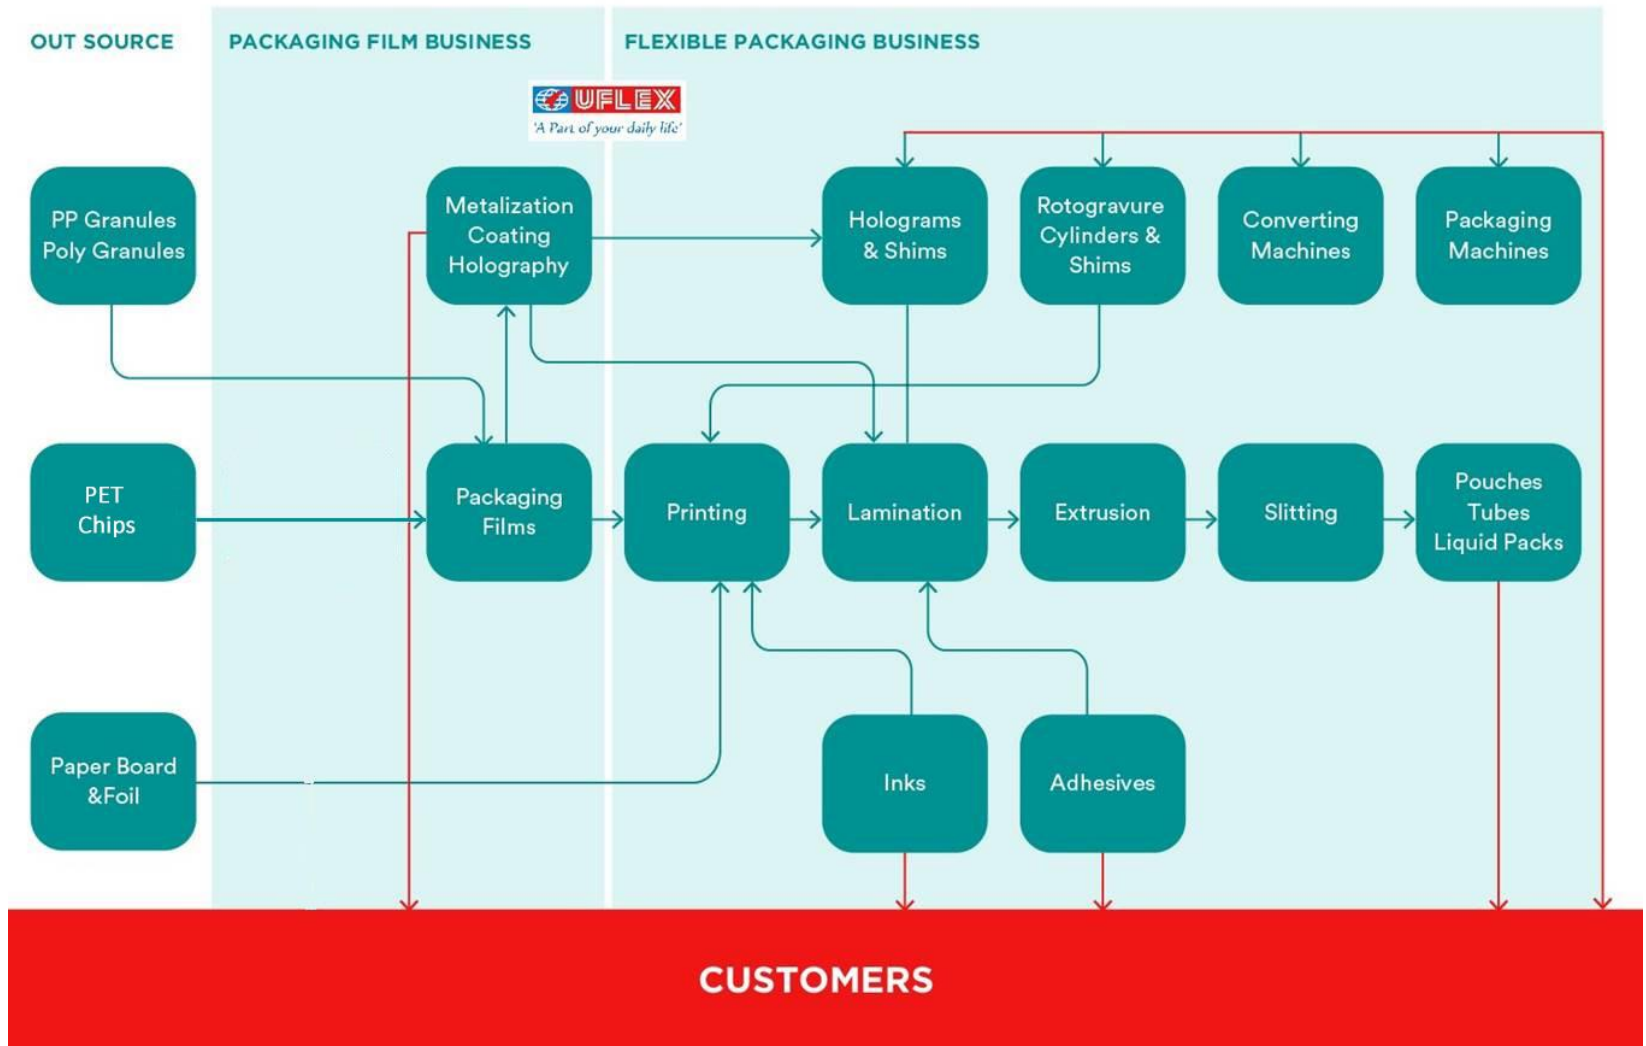 OUT SOURCE
PACKAGING FILM BUSINESS
FLEXIBLE PACKAGING BUSINESS
UFLEX
'A Part of your daily life'
PP Granules
Poly Granules
Metalization
Coating
Holography
Holograms
& Shims
Rotogravure
Cylinders &
Shims
Converting
Machines
Packaging
Machines
PET
Chips
Packaging
Films
Printing
Lamination
Extrusion
Slitting
Pouches
Tubes
Liquid Packs
Paper Board
&Foil
Inks
Adhesives
CUSTOMERS